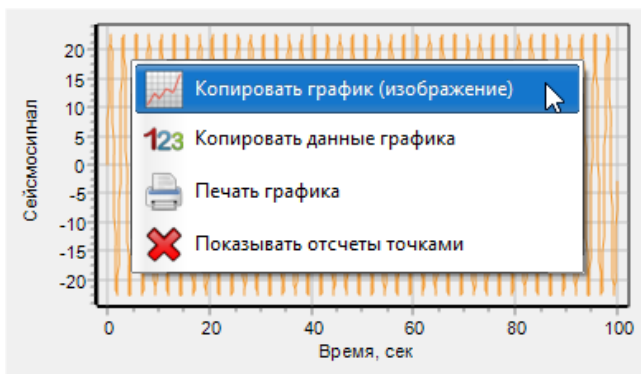 20
15
10
5
0
-5
-10
-15
-20
Сейсмосигнал
Копировать график (изображение)
123 Копировать данные графика
Печать графика
Показывать отсчеты точками
0 20 40 60 80 100
Время, сек